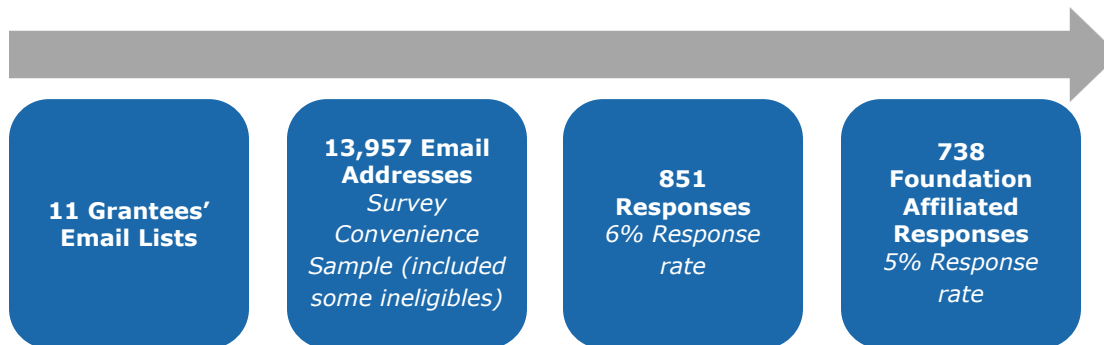 11 Grantees’
Email Lists
13,957 Email
Addresses
Survey
Convenience
Sample (included
some ineligibles)
851
Responses
6% Response
rate
738
Foundation
Affiliated
Responses
5% Response
rate